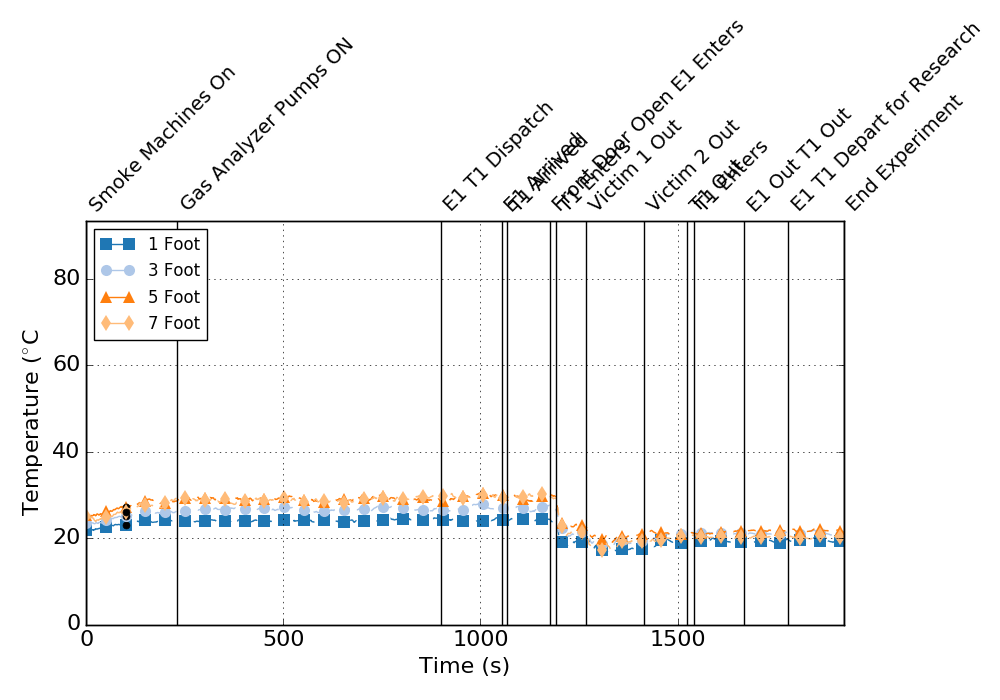 Smoke Machines On
Gas Analyzer Pumps ON
E1 T1 Dispatch
E1 Arrived
T1 Arrived
Front Door Open E1 Enters
T1 Enters
Victim 1 Out
Victim 2 Out
T1 Out
T1 Enters
E1 Out T1 Out
E1 T1 Depart for Research
End Experiment
1 Foot
3 Foot
5 Foot
7 Foot
Temperature (°C
80
60
40
20
0
0 500 1000 1500
Time (s)